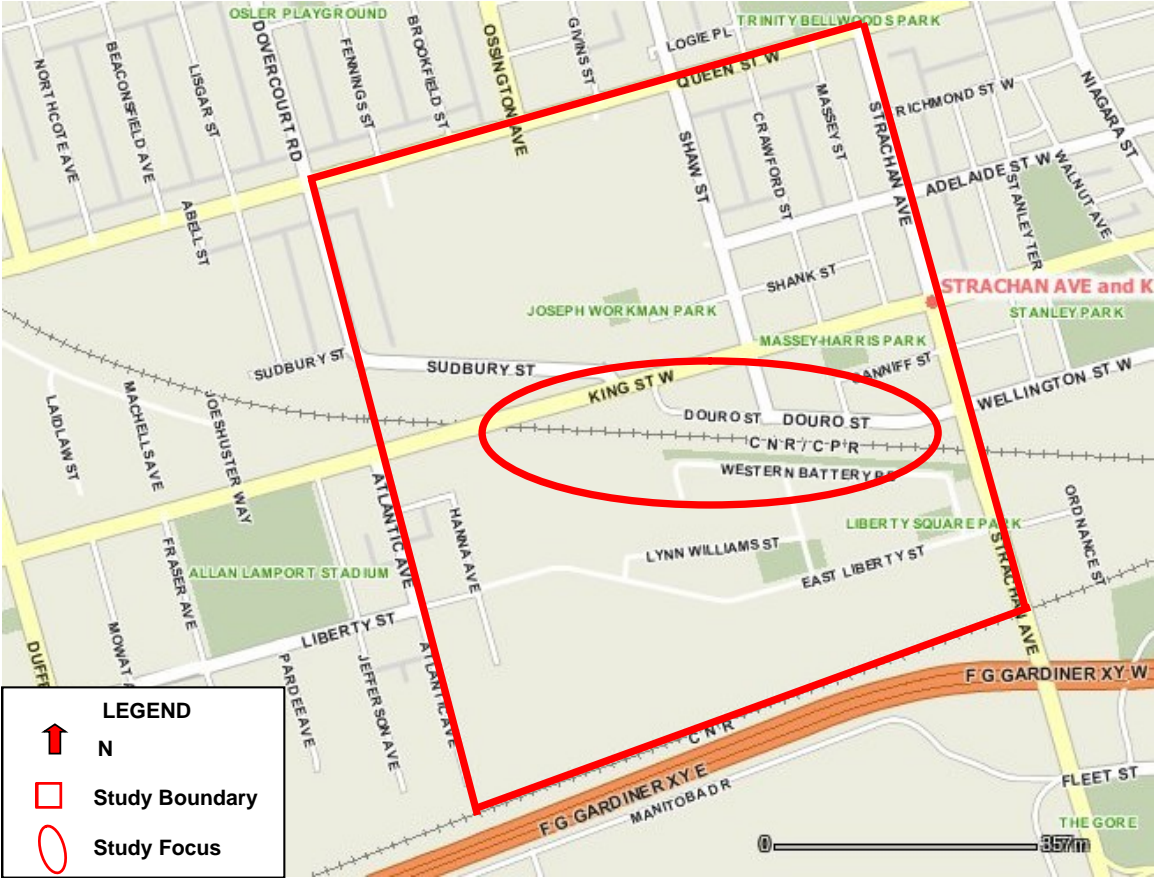 OSLER PLAYGROUND
TRINITY BELLWOODS PARK
LOGIE PL
GIVINS ST
OSSINGTON AVE
BROOKFIELD ST
FENNINGS ST
DOVERCOURT RD
LISGAR ST
BEACONSFIELD AVE
NORTHCOTE AVE
ABELL ST
QUEEN ST W
SHAW ST
CRAWFORD ST
MASSEY ST
STRACHAN AVE
RICHMOND ST W
NIAGARA ST
ADELAIDE ST W
STANLEY TER
WALNUT AVE
SHANK ST
STRACHAN AVE and K
JOSEPH WORKMAN PARK
STANLEY PARK
MASSEY-HARRIS PARK
CANNIFF ST
SUDBURY ST
SUDBURY ST
KING ST W
WELLINGTON ST W
DOURO ST
DOURO ST
C N R / C P R
WESTERN BATTERY
LAIDLAW ST
MACHELLS AVE
JOE SHUSTER WAY
ATLANTIC AVE
HANNA AVE
LIBERTY SQUARE PARK
ORDNANCE ST
LYNN WILLIAMS ST
EAST LIBERTY ST
STRACHAN AVE
ALLAN LAMPORT STADIUM
FRASER AVE
MOWAT
LIBERTY ST
DUFFE
PARDEE AVE
JEFFERSON AVE
ATLANTIC AVE
F G GARDINER XY W
C N R
F G GARDINER XY E
MANITOBA DR
FLEET ST
THE GORE
0 357m
LEGEND
N
Study Boundary
Study Focus